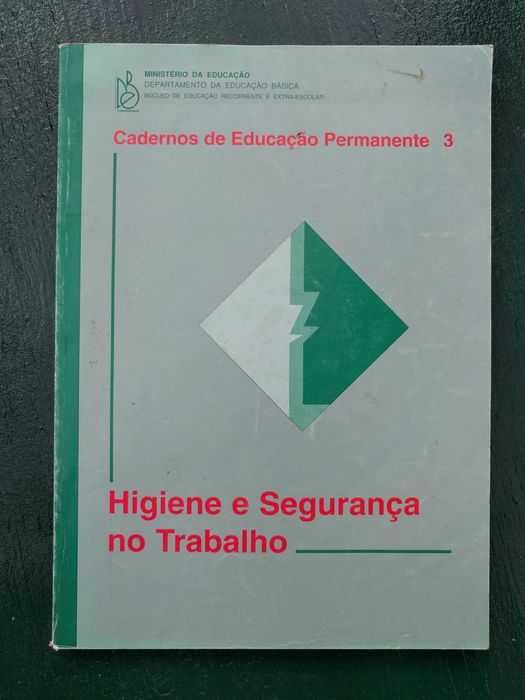 MINISTÉRIO DA EDUCAÇÃO
DEPARTAMENTO DA EDUCAÇÃO BÁSICA
NÚCLEO DE EDUCAÇÃO RECORRENTE E EXTRA-ESCOLAR
Cadernos de Educação Permanente 3
Higiene e Segurança
no Trabalho